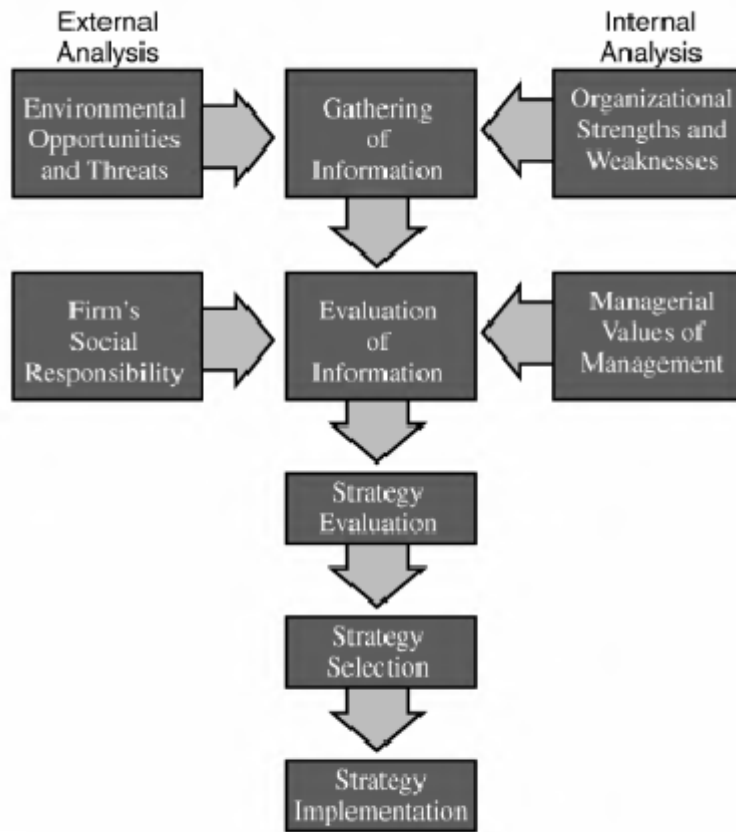 External
Analysis
Internal
Analysis
Environmental
Opportunities
and Threats
Gathering
of
Information
Organizational
Strengths and
Weaknesses
Firm's
Social
Responsibility
Evaluation
of
Information
Managerial
Values of
Management
Strategy
Evaluation
Strategy
Selection
Strategy
Implementation